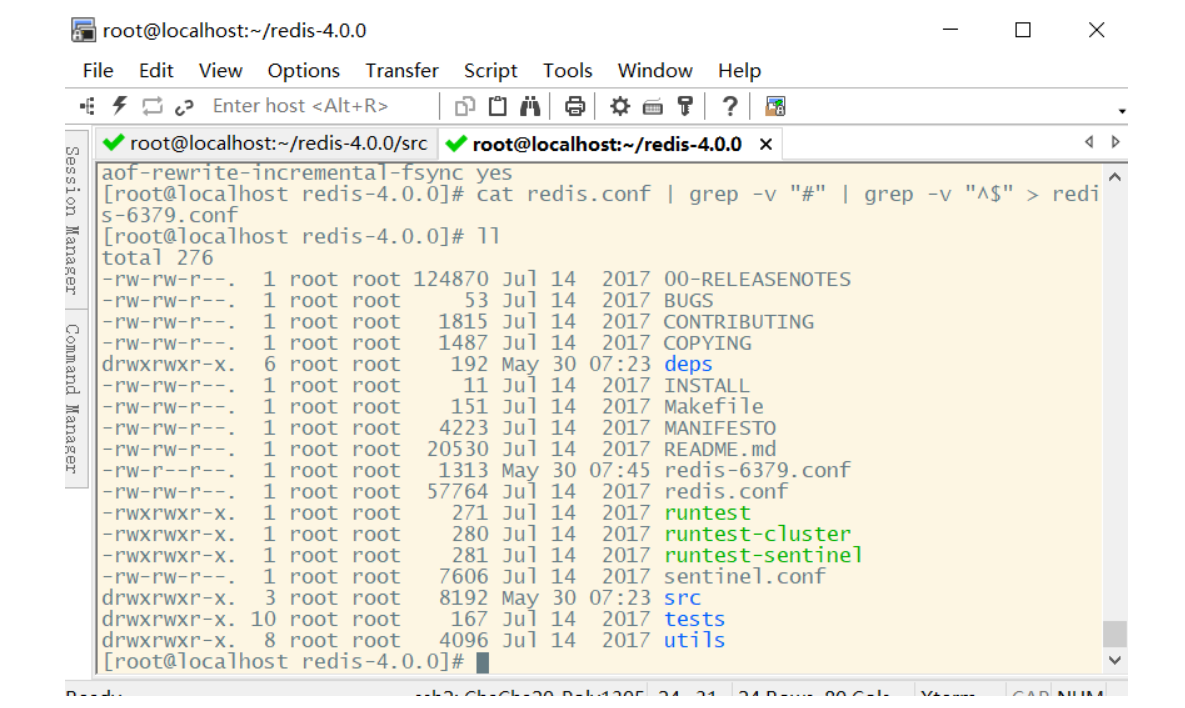 root@localhost:~/redis-4.0.0
File Edit View Options Transfer Script Tools Window Help
Enter host <Alt+R>
root@localhost:~/redis-4.0.0/src root@localhost:~/redis-4.0.0
Session Manager
Command Manager
aof-rewrite-incremental-fsync yes
[root@localhost redis-4.0.0]# cat redis.conf | grep -v "#" | grep -v "^$" > redi
s-6379.conf
[root@localhost redis-4.0.0]# ll
total 276
-rw-rw-r--. 1 root root 124870 Jul 14 2017 00-RELEASENOTES
-rw-rw-r--. 1 root root 53 Jul 14 2017 BUGS
-rw-rw-r--. 1 root root 1815 Jul 14 2017 CONTRIBUTING
-rw-rw-r--. 1 root root 1487 Jul 14 2017 COPYING
drwxrwxr-x. 6 root root 192 May 30 07:23 deps
-rw-rw-r--. 1 root root 11 Jul 14 2017 INSTALL
-rw-rw-r--. 1 root root 151 Jul 14 2017 Makefile
-rw-rw-r--. 1 root root 4223 Jul 14 2017 MANIFESTO
-rw-rw-r--. 1 root root 20530 Jul 14 2017 README.md
-rw-r--r--. 1 root root 1313 May 30 07:45 redis-6379.conf
-rw-rw-r--. 1 root root 57764 Jul 14 2017 redis.conf
-rwxrwxr-x. 1 root root 271 Jul 14 2017 runtest
-rwxrwxr-x. 1 root root 280 Jul 14 2017 runtest-cluster
-rwxrwxr-x. 1 root root 281 Jul 14 2017 runtest-sentinel
-rw-rw-r--. 1 root root 7606 Jul 14 2017 sentinel.conf
drwxrwxr-x. 3 root root 8192 May 30 07:23 src
drwxrwxr-x. 10 root root 167 Jul 14 2017 tests
drwxrwxr-x. 8 root root 4096 Jul 14 2017 utils
[root@localhost redis-4.0.0]#